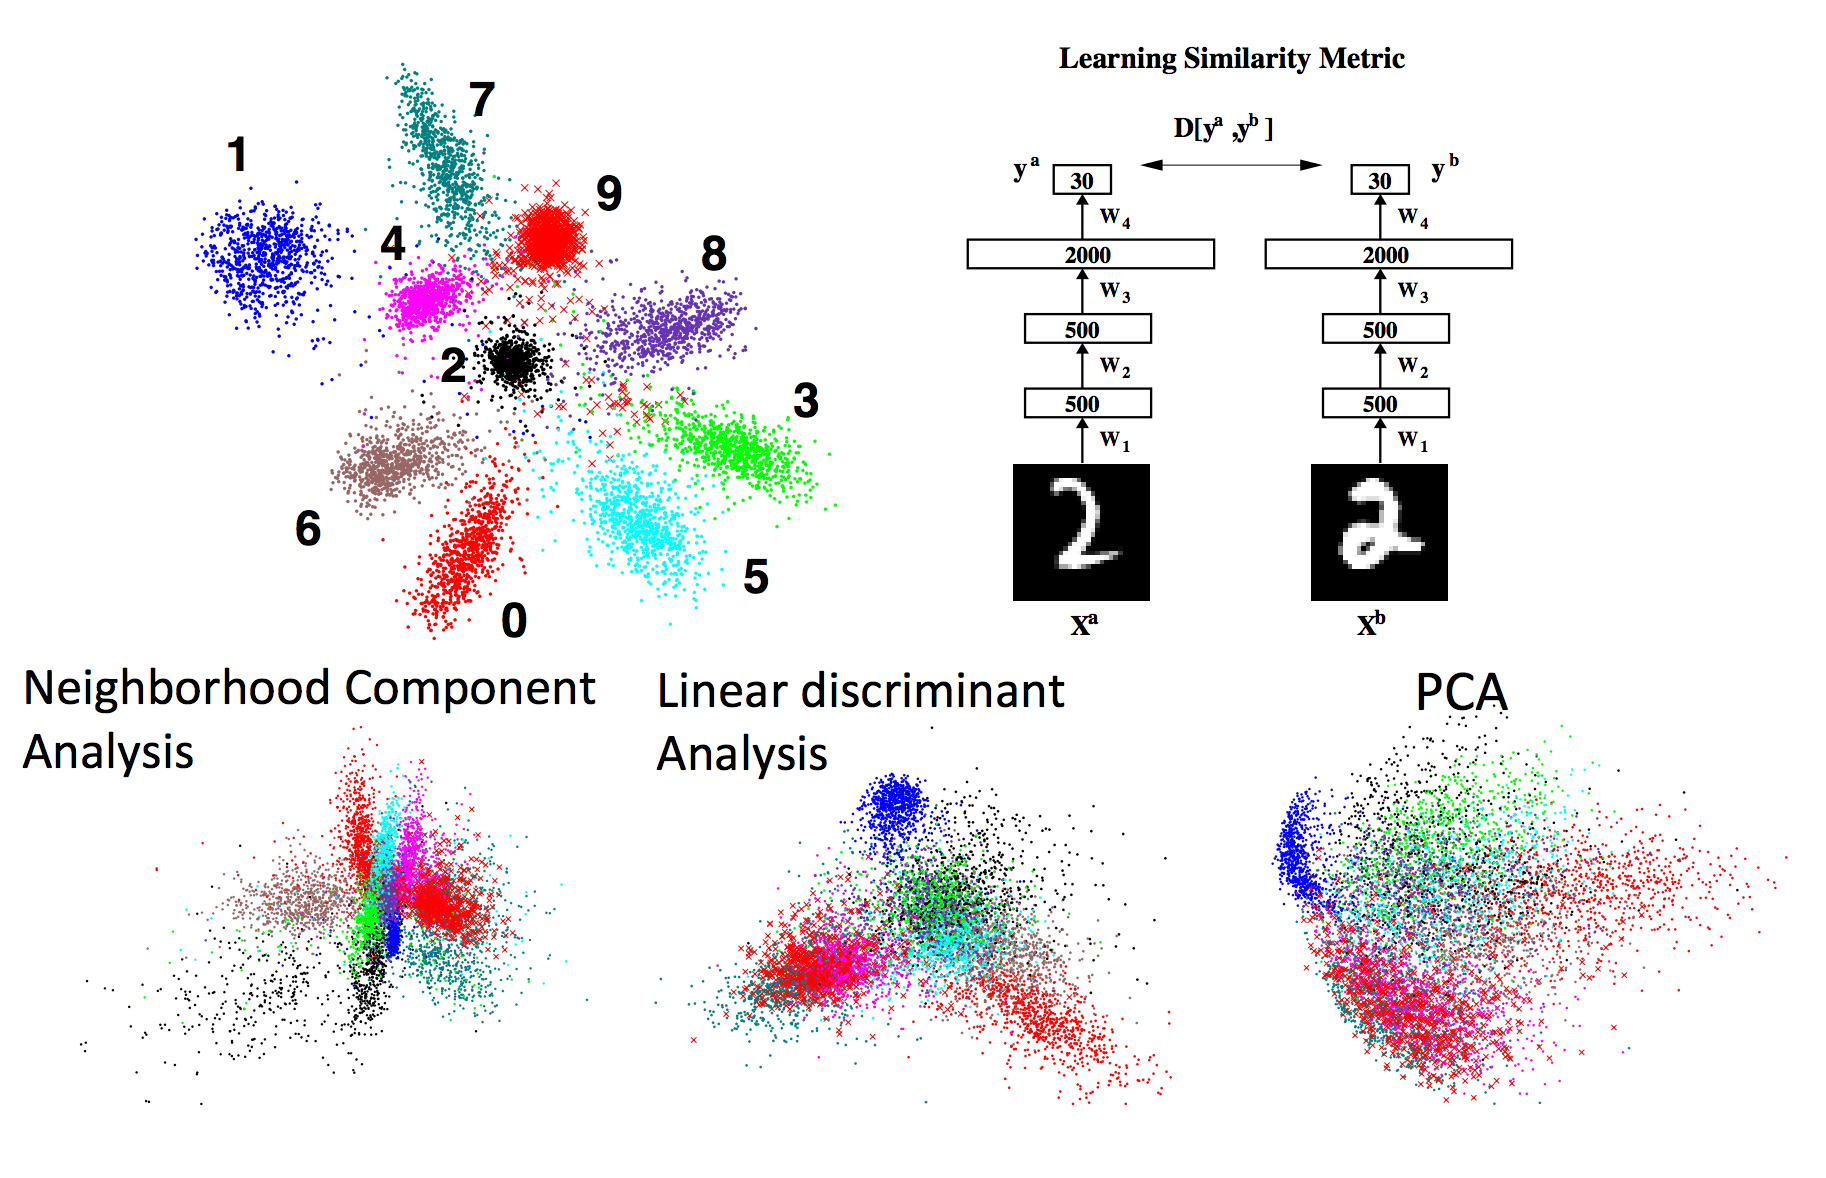 7
1
9
4
8
2
3
6
5
0
Learning Similarity Metric
D[yᵃ ,yᵇ ]
yᵃ 30 30 yᵇ
W₄ W₄
2000 2000
W₃ W₃
500 500
W₂ W₂
500 500
W₁ W₁
2 2
Xᵃ Xᵇ
Neighborhood Component
Analysis
Linear discriminant
Analysis
PCA